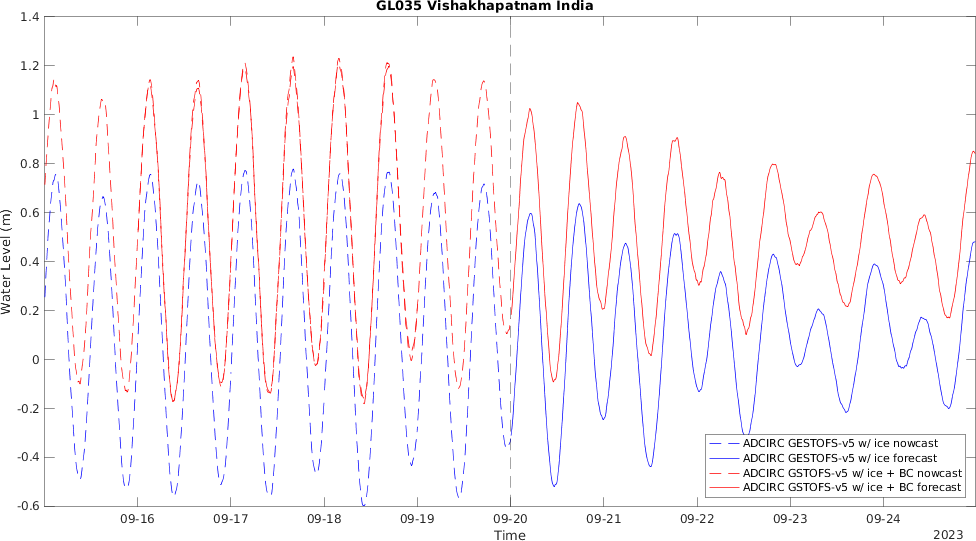 GL035 Vishakhapatnam India
1.4
1.2
1
0.8
0.6
0.4
0.2
0
-0.2
-0.4
-0.6
Water Level (m)
ADCIRC GESTOFS-v5 w/ ice nowcast
ADCIRC GESTOFS-v5 w/ ice forecast
ADCIRC GSTOFS-v5 w/ ice + BC nowcast
ADCIRC GSTOFS-v5 w/ ice + BC forecast
09-16 09-17 09-18 09-19 09-20 09-21 09-22 09-23 09-24
Time
2023